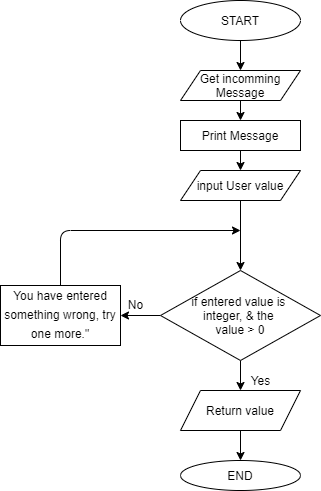 START
Get incomming
Message
Print Message
input User value
if entered value is
integer, & the
value > 0
No
You have entered
something wrong, try
one more."
Yes
Return value
END